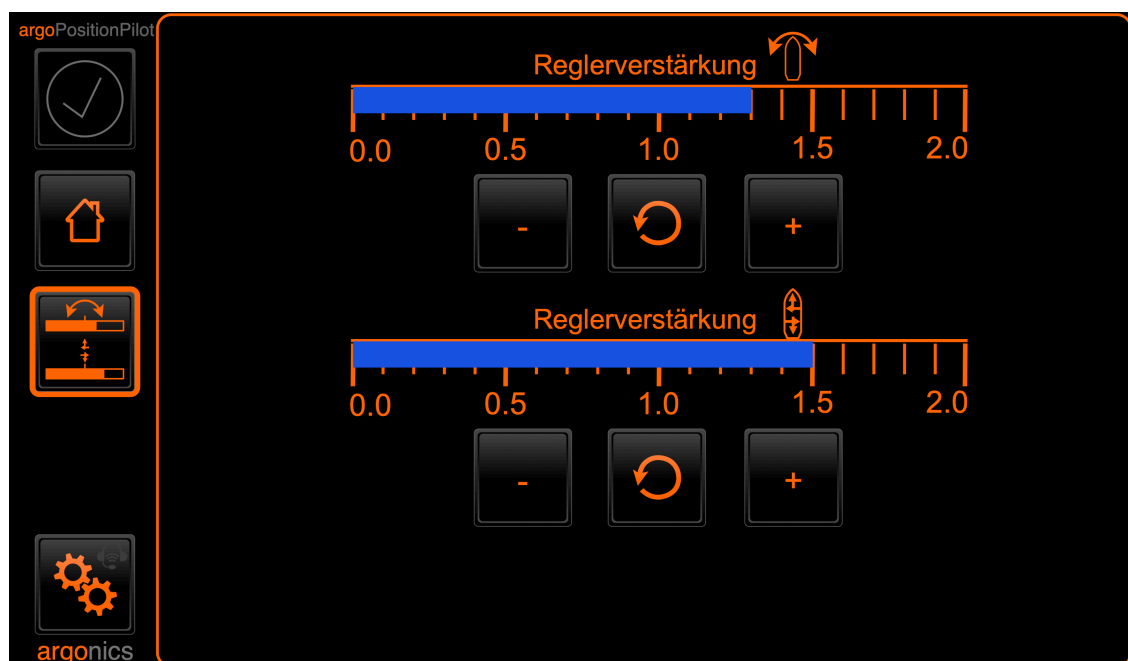 argoPositionPilot
Reglerverstärkung
0.0 0.5 1.0 1.5 2.0
- +
Reglerverstärkung
0.0 0.5 1.0 1.5 2.0
- +
argonics